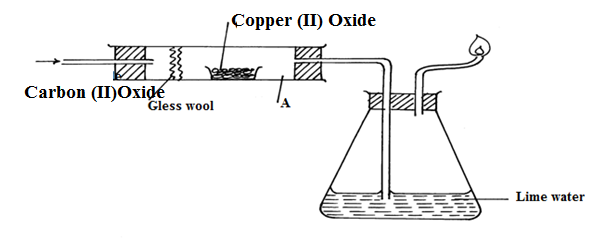 Copper (II) Oxide
Carbon (II)Oxide
Gless wool
A
Lime water